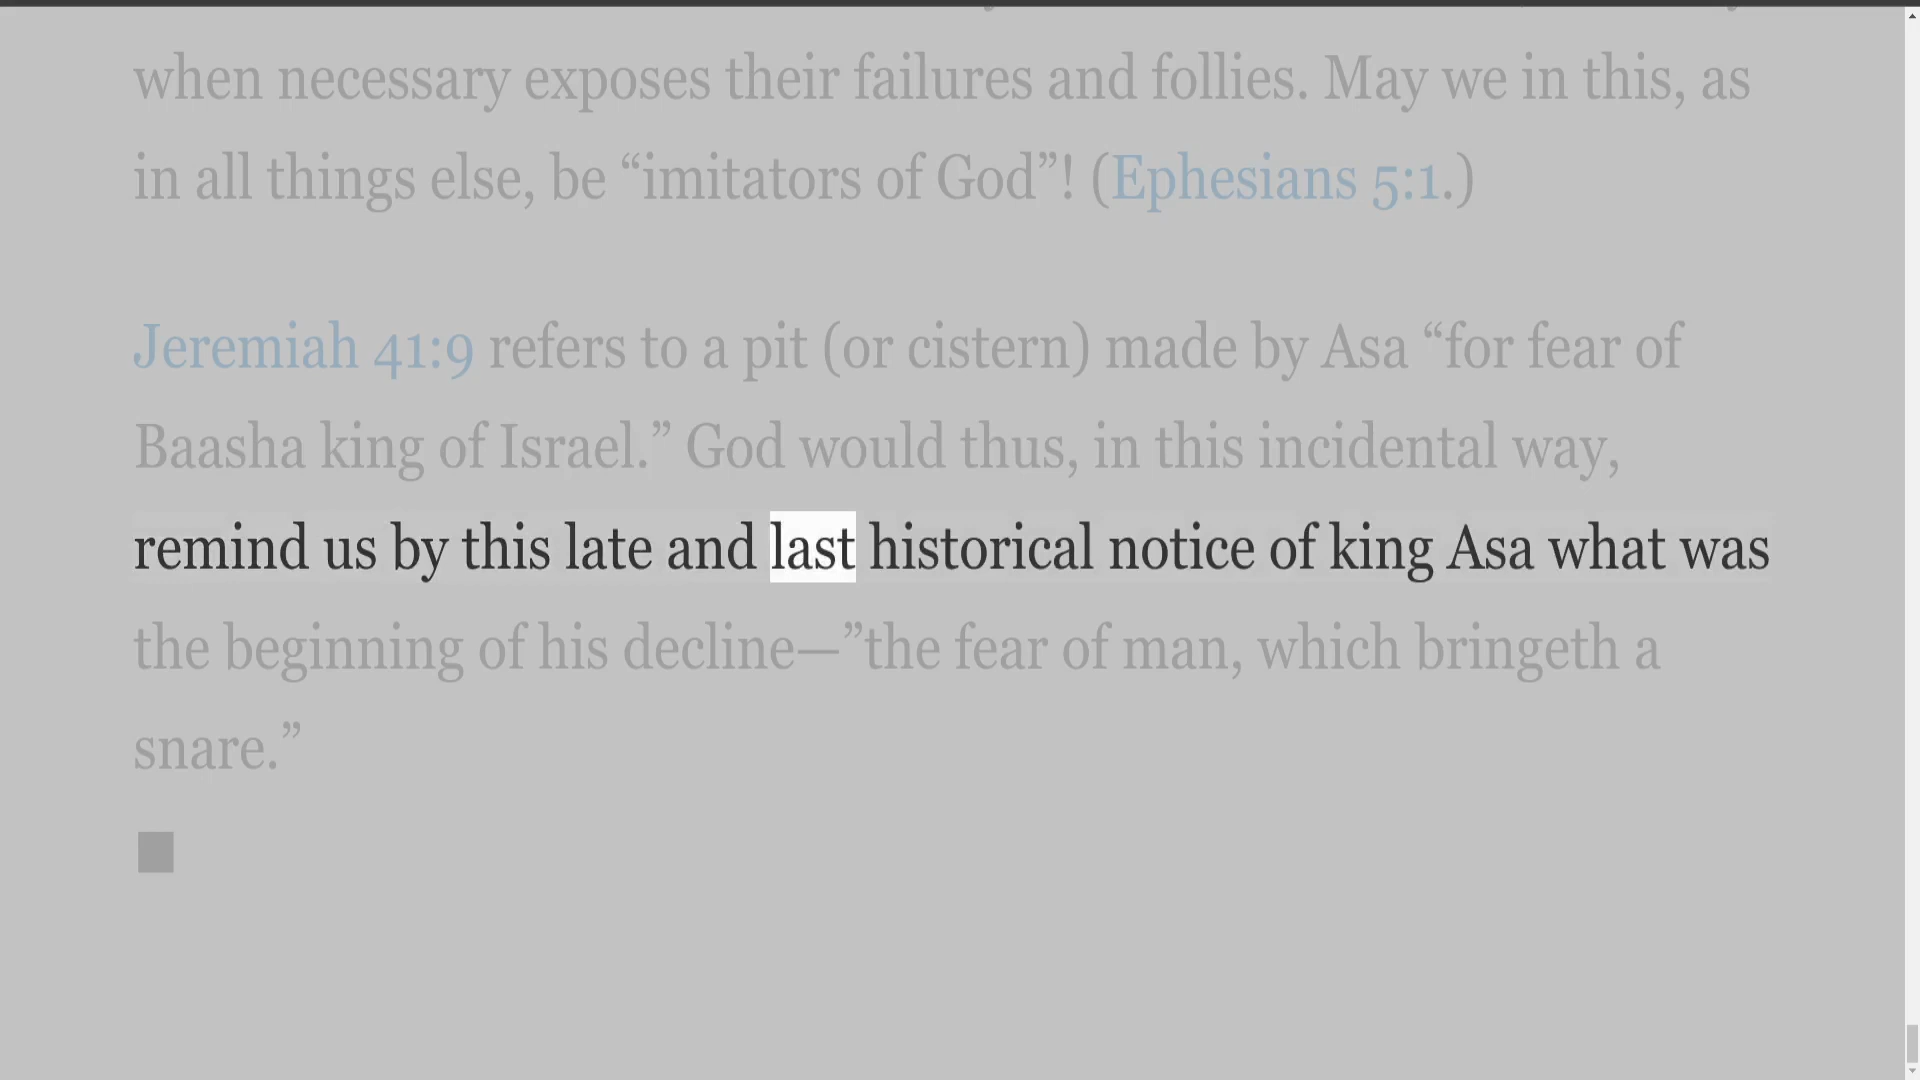 when necessary exposes their failures and follies. May we in this, as
in all things else, be “imitators of God”! (Ephesians 5:1.)
Jeremiah 41:9 refers to a pit (or cistern) made by Asa “for fear of
Baasha king of Israel.” God would thus, in this incidental way,
remind us by this late and last historical notice of king Asa what was
the beginning of his decline—”the fear of man, which bringeth a
snare.”